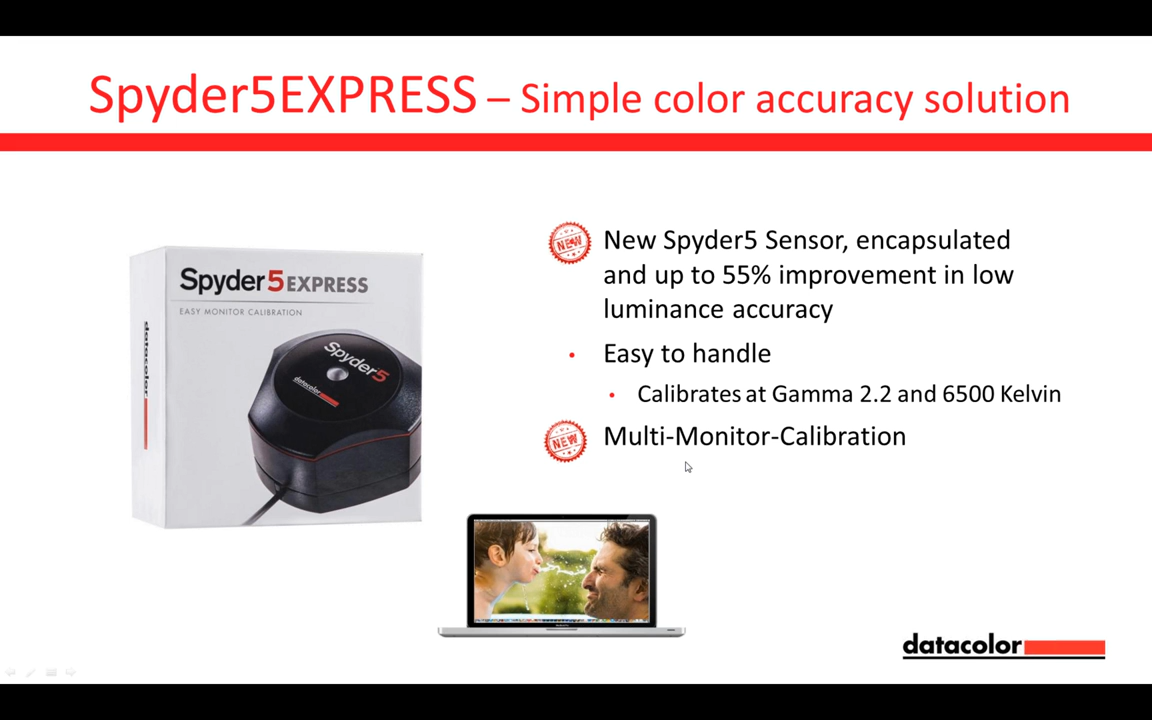 Spyder5EXPRESS – Simple color accuracy solution
NEW
New Spyder5 Sensor, encapsulated
and up to 55% improvement in low
luminance accuracy
• Easy to handle
• Calibrates at Gamma 2.2 and 6500 Kelvin
NEW
Multi-Monitor-Calibration
Spyder5EXPRESS
EASY MONITOR CALIBRATION
datacolor
Spyder5
datacolor
datacolor